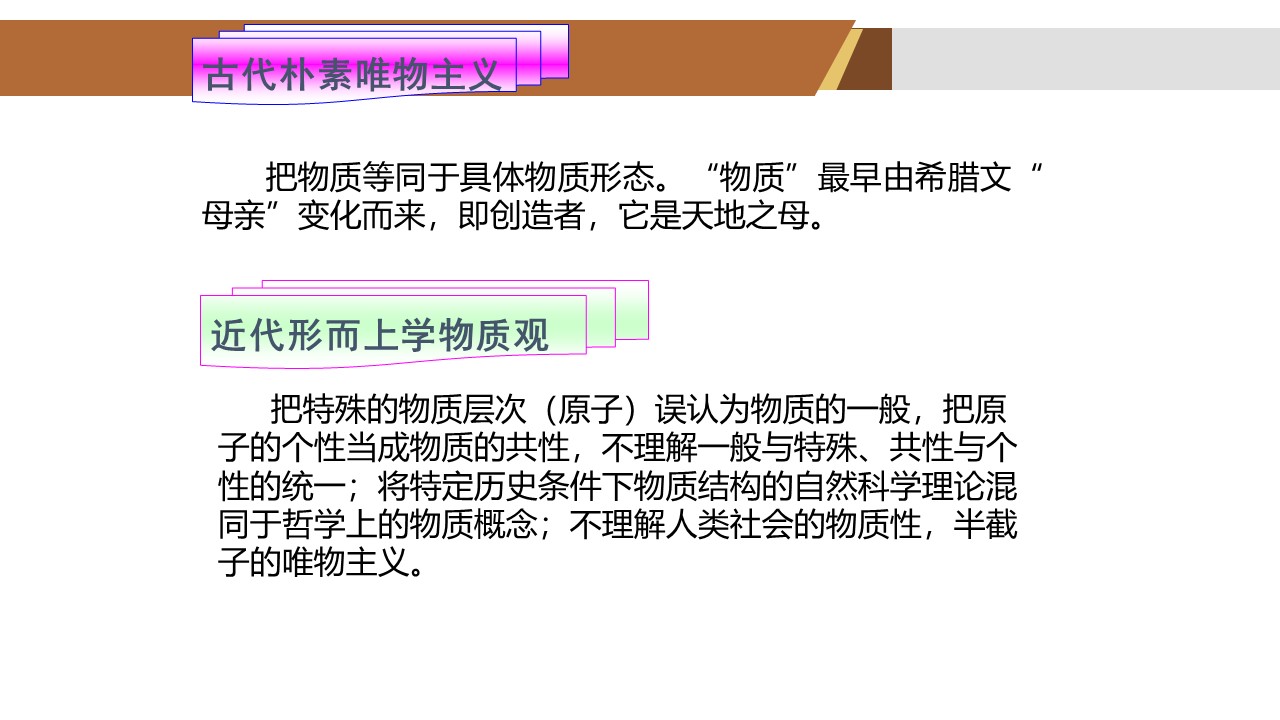 古代朴素唯物主义
把物质等同于具体物质形态。“物质”最早由希腊文“
母亲”变化而来，即创造者，它是天地之母。
近代形而上学物质观
把特殊的物质层次（原子）误认为物质的一般，把原
子的个性当成物质的共性，不理解一般与特殊、共性与个
性的统一；将特定历史条件下物质结构的自然科学理论混
同于哲学上的物质概念；不理解人类社会的物质性，半截
子的唯物主义。